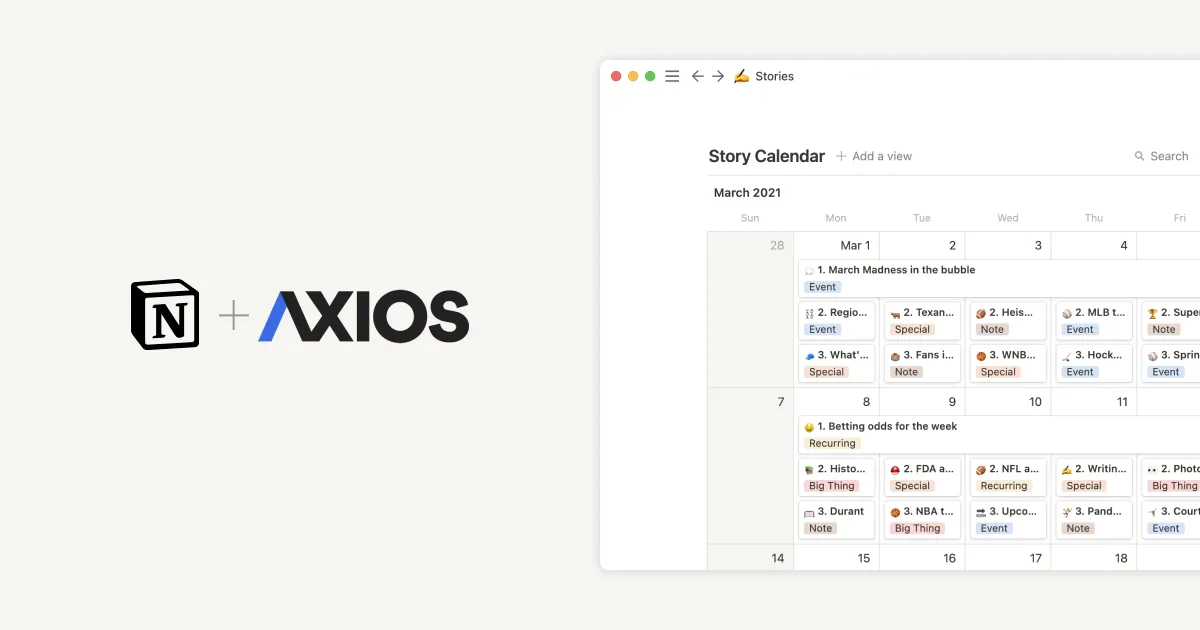 Stories
Story Calendar + Add a view Search
March 2021
Sun Mon Tue Wed Thu Fri
28 Mar 1 2 3 4
1. March Madness in the bubble
Event
2. Regio... 2. Texan... 2. Heis... 2. MLB t... 2. Supe
Event Special Note Event Note
3. What'... 3. Fans i... 3. WNB... 3. Hock... 3. Sprin
Special Note Special Event Event
7 8 9 10 11
1. Betting odds for the week
Recurring
2. Histo... 2. FDA a... 2. NFL a... 2. Writin... 2. Photo
Big Thing Special Recurring Special Big Thing
3. Durant 3. NBA t... 3. Upco... 3. Pand... 3. Court
Note Big Thing Event Note Event
14 15 16 17 18
N + AXIOS